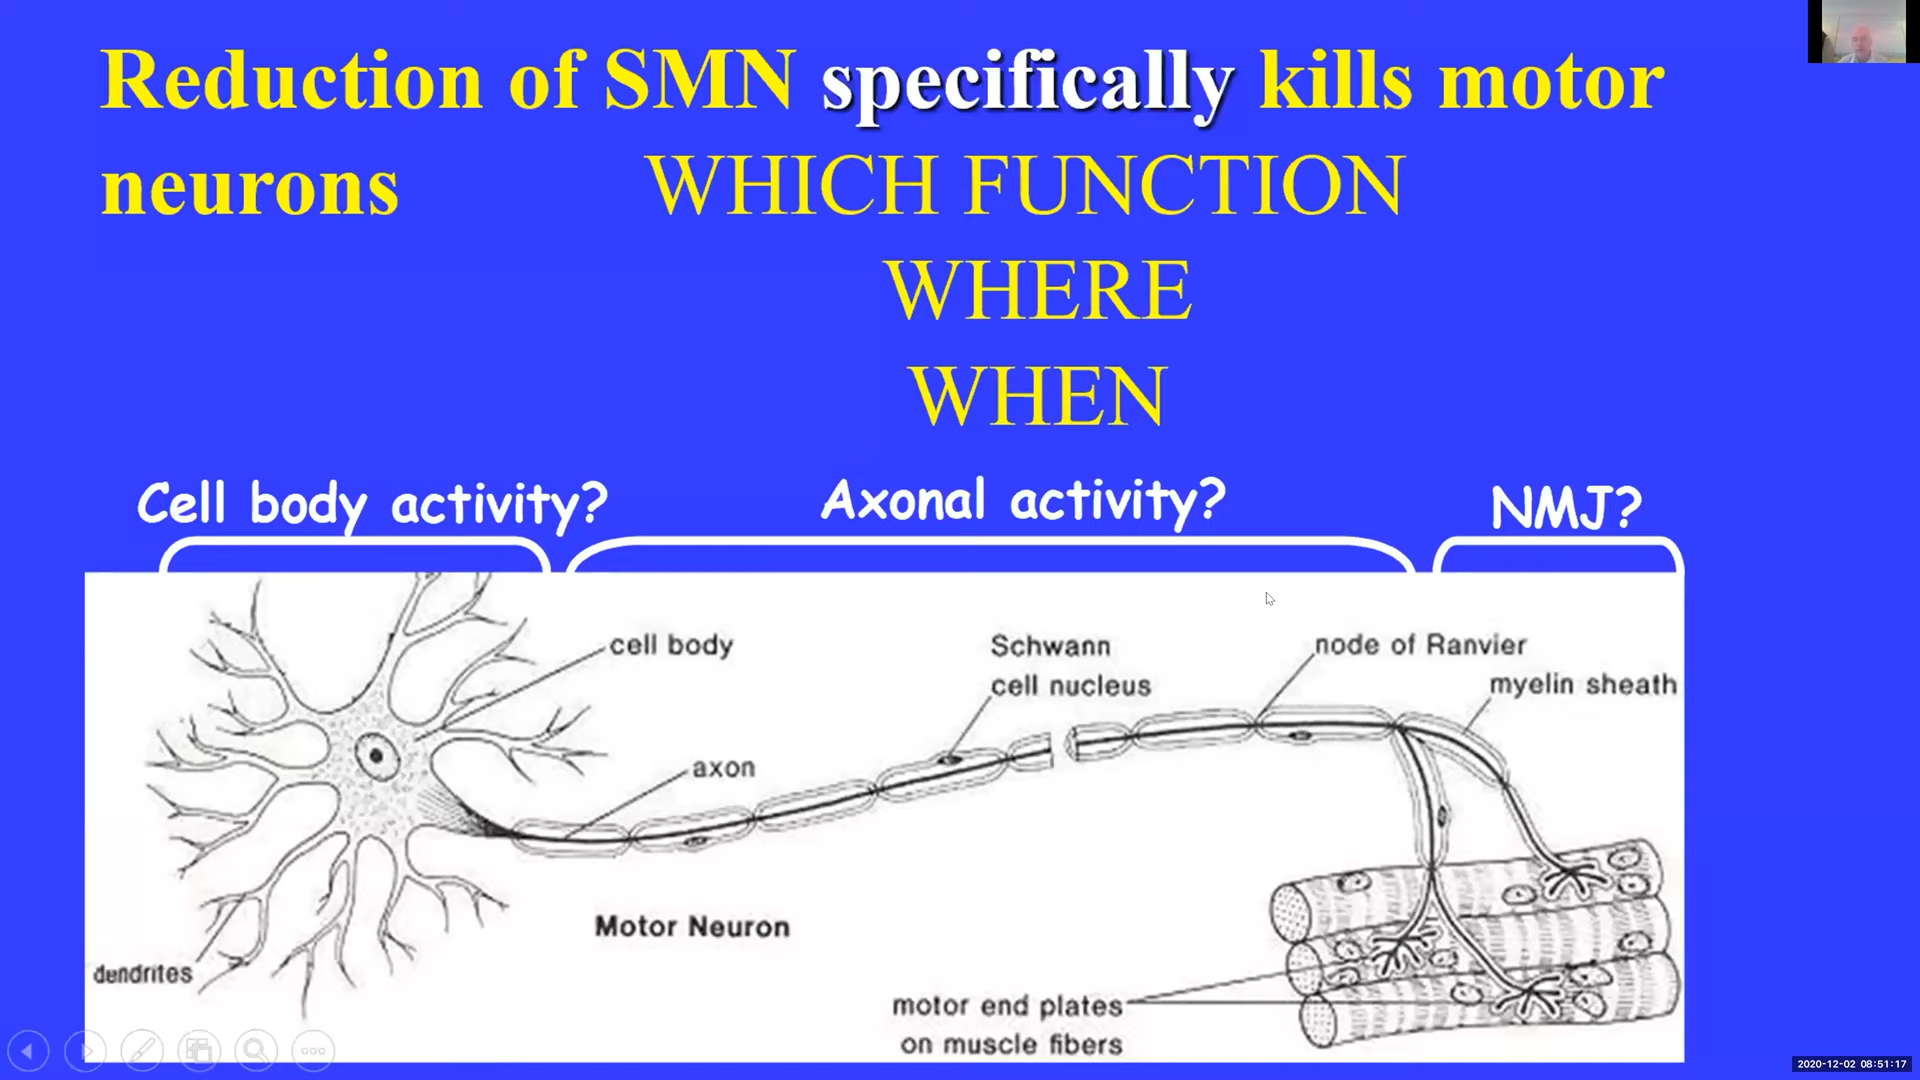 Reduction of SMN specifically kills motor
neurons WHICH FUNCTION
WHERE
WHEN
Cell body activity?
Axonal activity?
NMJ?
cell body
Schwann
cell nucleus
node of Ranvier
myelin sheath
axon
Motor Neuron
dendrites
motor end plates
on muscle fibers
2020-12-02 08:51:17